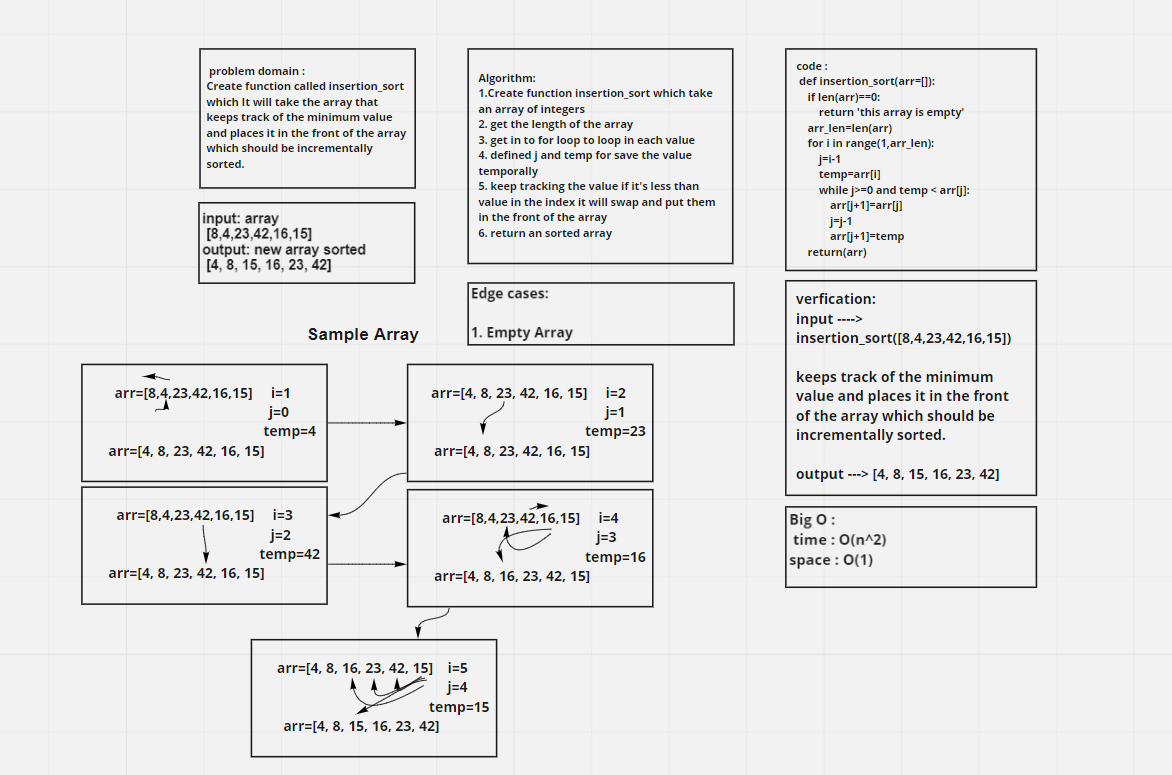 problem domain :
Create function called insertion_sort
which It will take the array that
keeps track of the minimum value
and places it in the front of the array
which should be incrementally
sorted.
input: array
[8,4,23,42,16,15]
output: new array sorted
[4, 8, 15, 16, 23, 42]
Algorithm:
1.Create function insertion_sort which take
an array of integers
2. get the length of the array
3. get in to for loop to loop in each value
4. defined j and temp for save the value
temporally
5. keep tracking the value if it's less than
value in the index it will swap and put them
in the front of the array
6. return an sorted array
Edge cases:
1. Empty Array
code :
def insertion_sort(arr=[]):
if len(arr)==0:
return 'this array is empty'
arr_len=len(arr)
for i in range(1,arr_len):
j=i-1
temp=arr[i]
while j>=0 and temp < arr[j]:
arr[j+1]=arr[j]
j=j-1
arr[j+1]=temp
return(arr)
verfication:
input ---->
insertion_sort([8,4,23,42,16,15])
keeps track of the minimum
value and places it in the front
of the array which should be
incrementally sorted.
output ---> [4, 8, 15, 16, 23, 42]
Big O :
time : O(n^2)
space : O(1)
Sample Array
arr=[8,4,23,42,16,15] i=1
j=0
temp=4
arr=[4, 8, 23, 42, 16, 15]
arr=[4, 8, 23, 42, 16, 15] i=2
j=1
temp=23
arr=[4, 8, 23, 42, 16, 15]
arr=[8,4,23,42,16,15] i=3
j=2
temp=42
arr=[4, 8, 23, 42, 16, 15]
arr=[8,4,23,42,16,15] i=4
j=3
temp=16
arr=[4, 8, 16, 23, 42, 15]
arr=[4, 8, 16, 23, 42, 15] i=5
j=4
temp=15
arr=[4, 8, 15, 16, 23, 42]